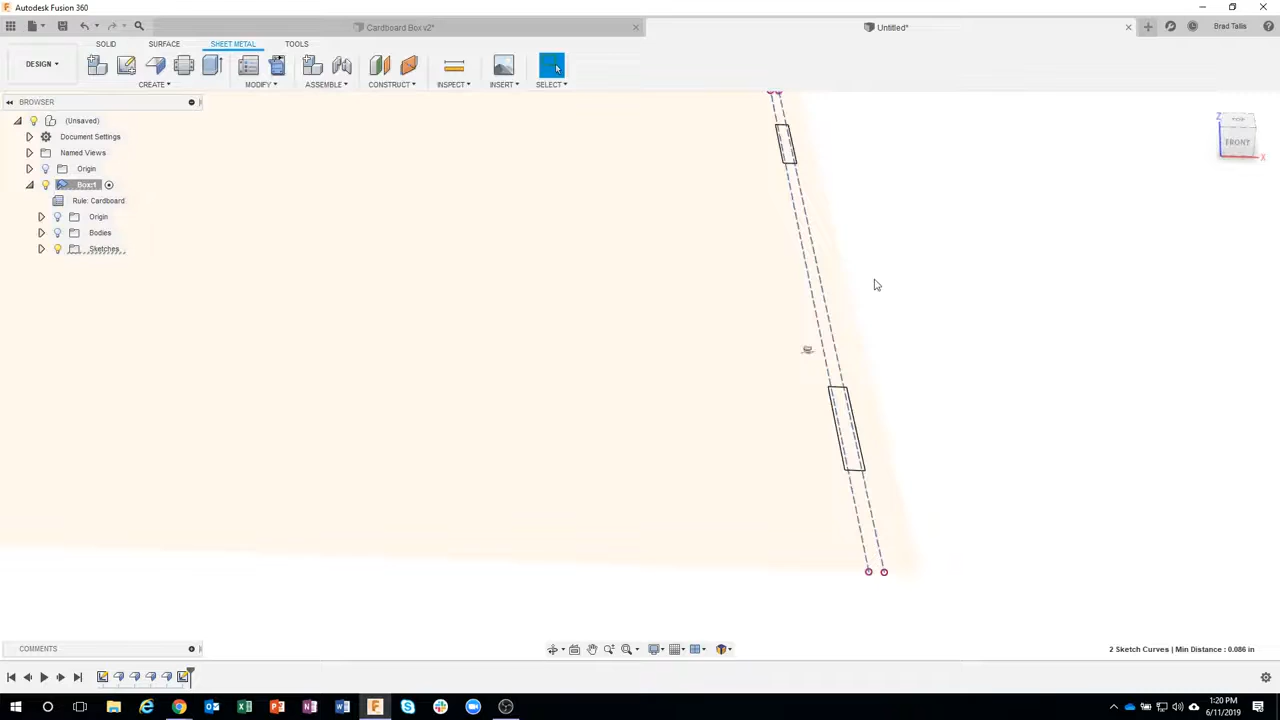 Autodesk Fusion 360
Cardboard Box v2*
Untitled*
Brad Tallis
SOLID SURFACE SHEET METAL TOOLS
DESIGN
CREATE MODIFY ASSEMBLE CONSTRUCT INSPECT INSERT SELECT
BROWSER
(Unsaved)
Document Settings
Named Views
Origin
Box:1
Rule: Cardboard
Origin
Bodies
Sketches
Z
TOP
FRONT
X
COMMENTS
2 Sketch Curves | Min Distance : 0.086 in
1:20 PM
6/11/2019